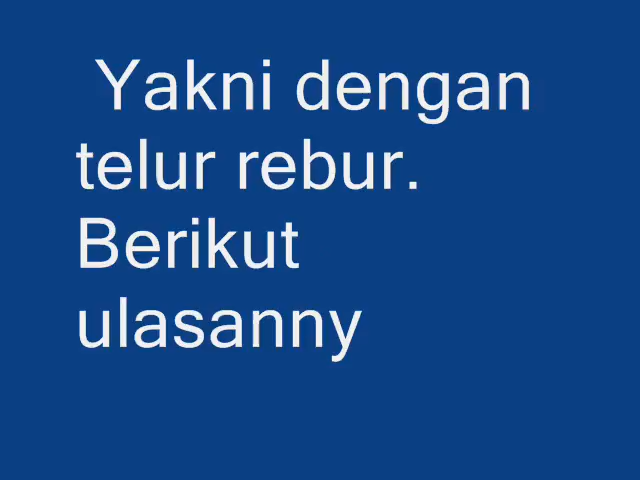 Yakni dengan
telur rebur.
Berikut
ulasanny